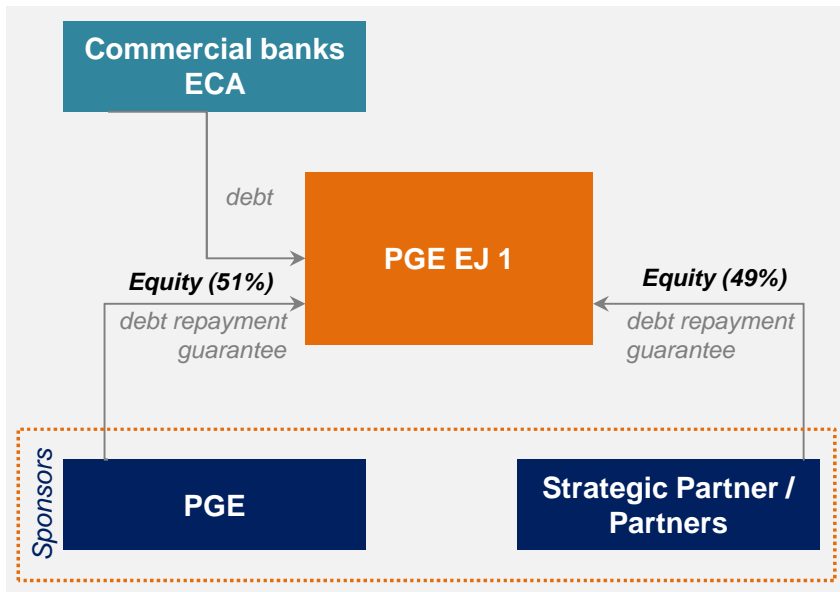 Commercial banks
ECA
debt
PGE EJ 1
Equity (51%)
debt repayment
guarantee
Equity (49%)
debt repayment
guarantee
Sponsors
PGE
Strategic Partner /
Partners